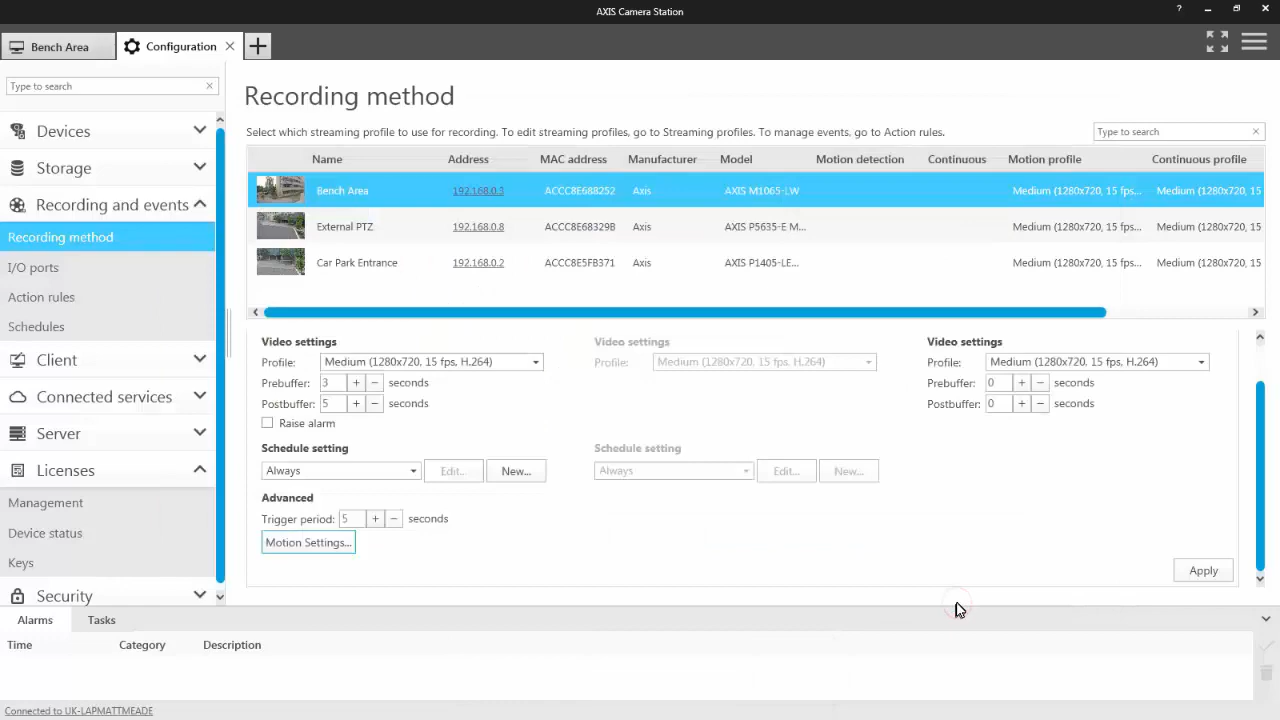 AXIS Camera Station
?
Bench Area
Configuration
Type to search
Devices
Storage
Recording and events
Recording method
I/O ports
Action rules
Schedules
Client
Connected services
Server
Licenses
Management
Device status
Keys
Security
Recording method
Select which streaming profile to use for recording. To edit streaming profiles, go to Streaming profiles. To manage events, go to Action rules.
Type to search
Name Address MAC address Manufacturer Model Motion detection Continuous Motion profile Continuous profile
Bench Area 192.168.0.3 ACCC8E688252 Axis AXIS M1065-LW Medium (1280x720, 15 fps... Medium (1280x720, 15
External PTZ 192.168.0.8 ACCC8E68329B Axis AXIS P5635-E M... Medium (1280x720, 15 fps... Medium (1280x720, 15
Car Park Entrance 192.168.0.2 ACCC8E5FB371 Axis AXIS P1405-LE... Medium (1280x720, 15 fps... Medium (1280x720, 15
Video settings Video settings Video settings
Profile: Medium (1280x720, 15 fps, H.264) Profile: Medium (1280x720, 15 fps, H.264) Profile: Medium (1280x720, 15 fps, H.264)
Prebuffer: 3 + − seconds Prebuffer: 0 + − seconds
Postbuffer: 5 + − seconds Postbuffer: 0 + − seconds
Raise alarm
Schedule setting Schedule setting
Always Edit... New... Always Edit... New...
Advanced
Trigger period: 5 + − seconds
Motion Settings...
Apply
Alarms Tasks
Time Category Description
Connected to UK-LAPMATTMEADE